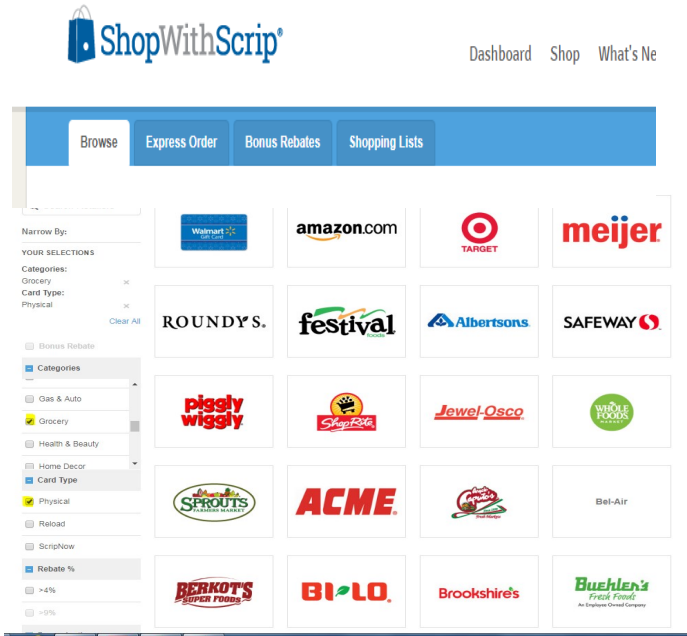 ShopWithScrip®
Dashboard Shop What's Ne
Browse Express Order Bonus Rebates Shopping Lists
Narrow By:
YOUR SELECTIONS
Categories:
Grocery ×
Card Type:
Physical ×
Clear All
Bonus Rebate
Categories
Gas & Auto
Grocery
Health & Beauty
Home Decor
Card Type
Physical
Reload
ScripNow
Rebate %
>4%
>9%
Walmart
Gift Card
amazon.com
TARGET
meijer
ROUNDY'S.
festival
foods
Albertsons
SAFEWAY
piggly
wiggly
ShopRite
Jewel-Osco
WHOLE
FOODS
MARKET
SPROUTS
FARMERS MARKET
ACME
Caputo's
Bel-Air
BERKOT'S
SUPER FOODS
BI-LO
Brookshire's
Buehler's
Fresh Foods
An Employee Owned Company